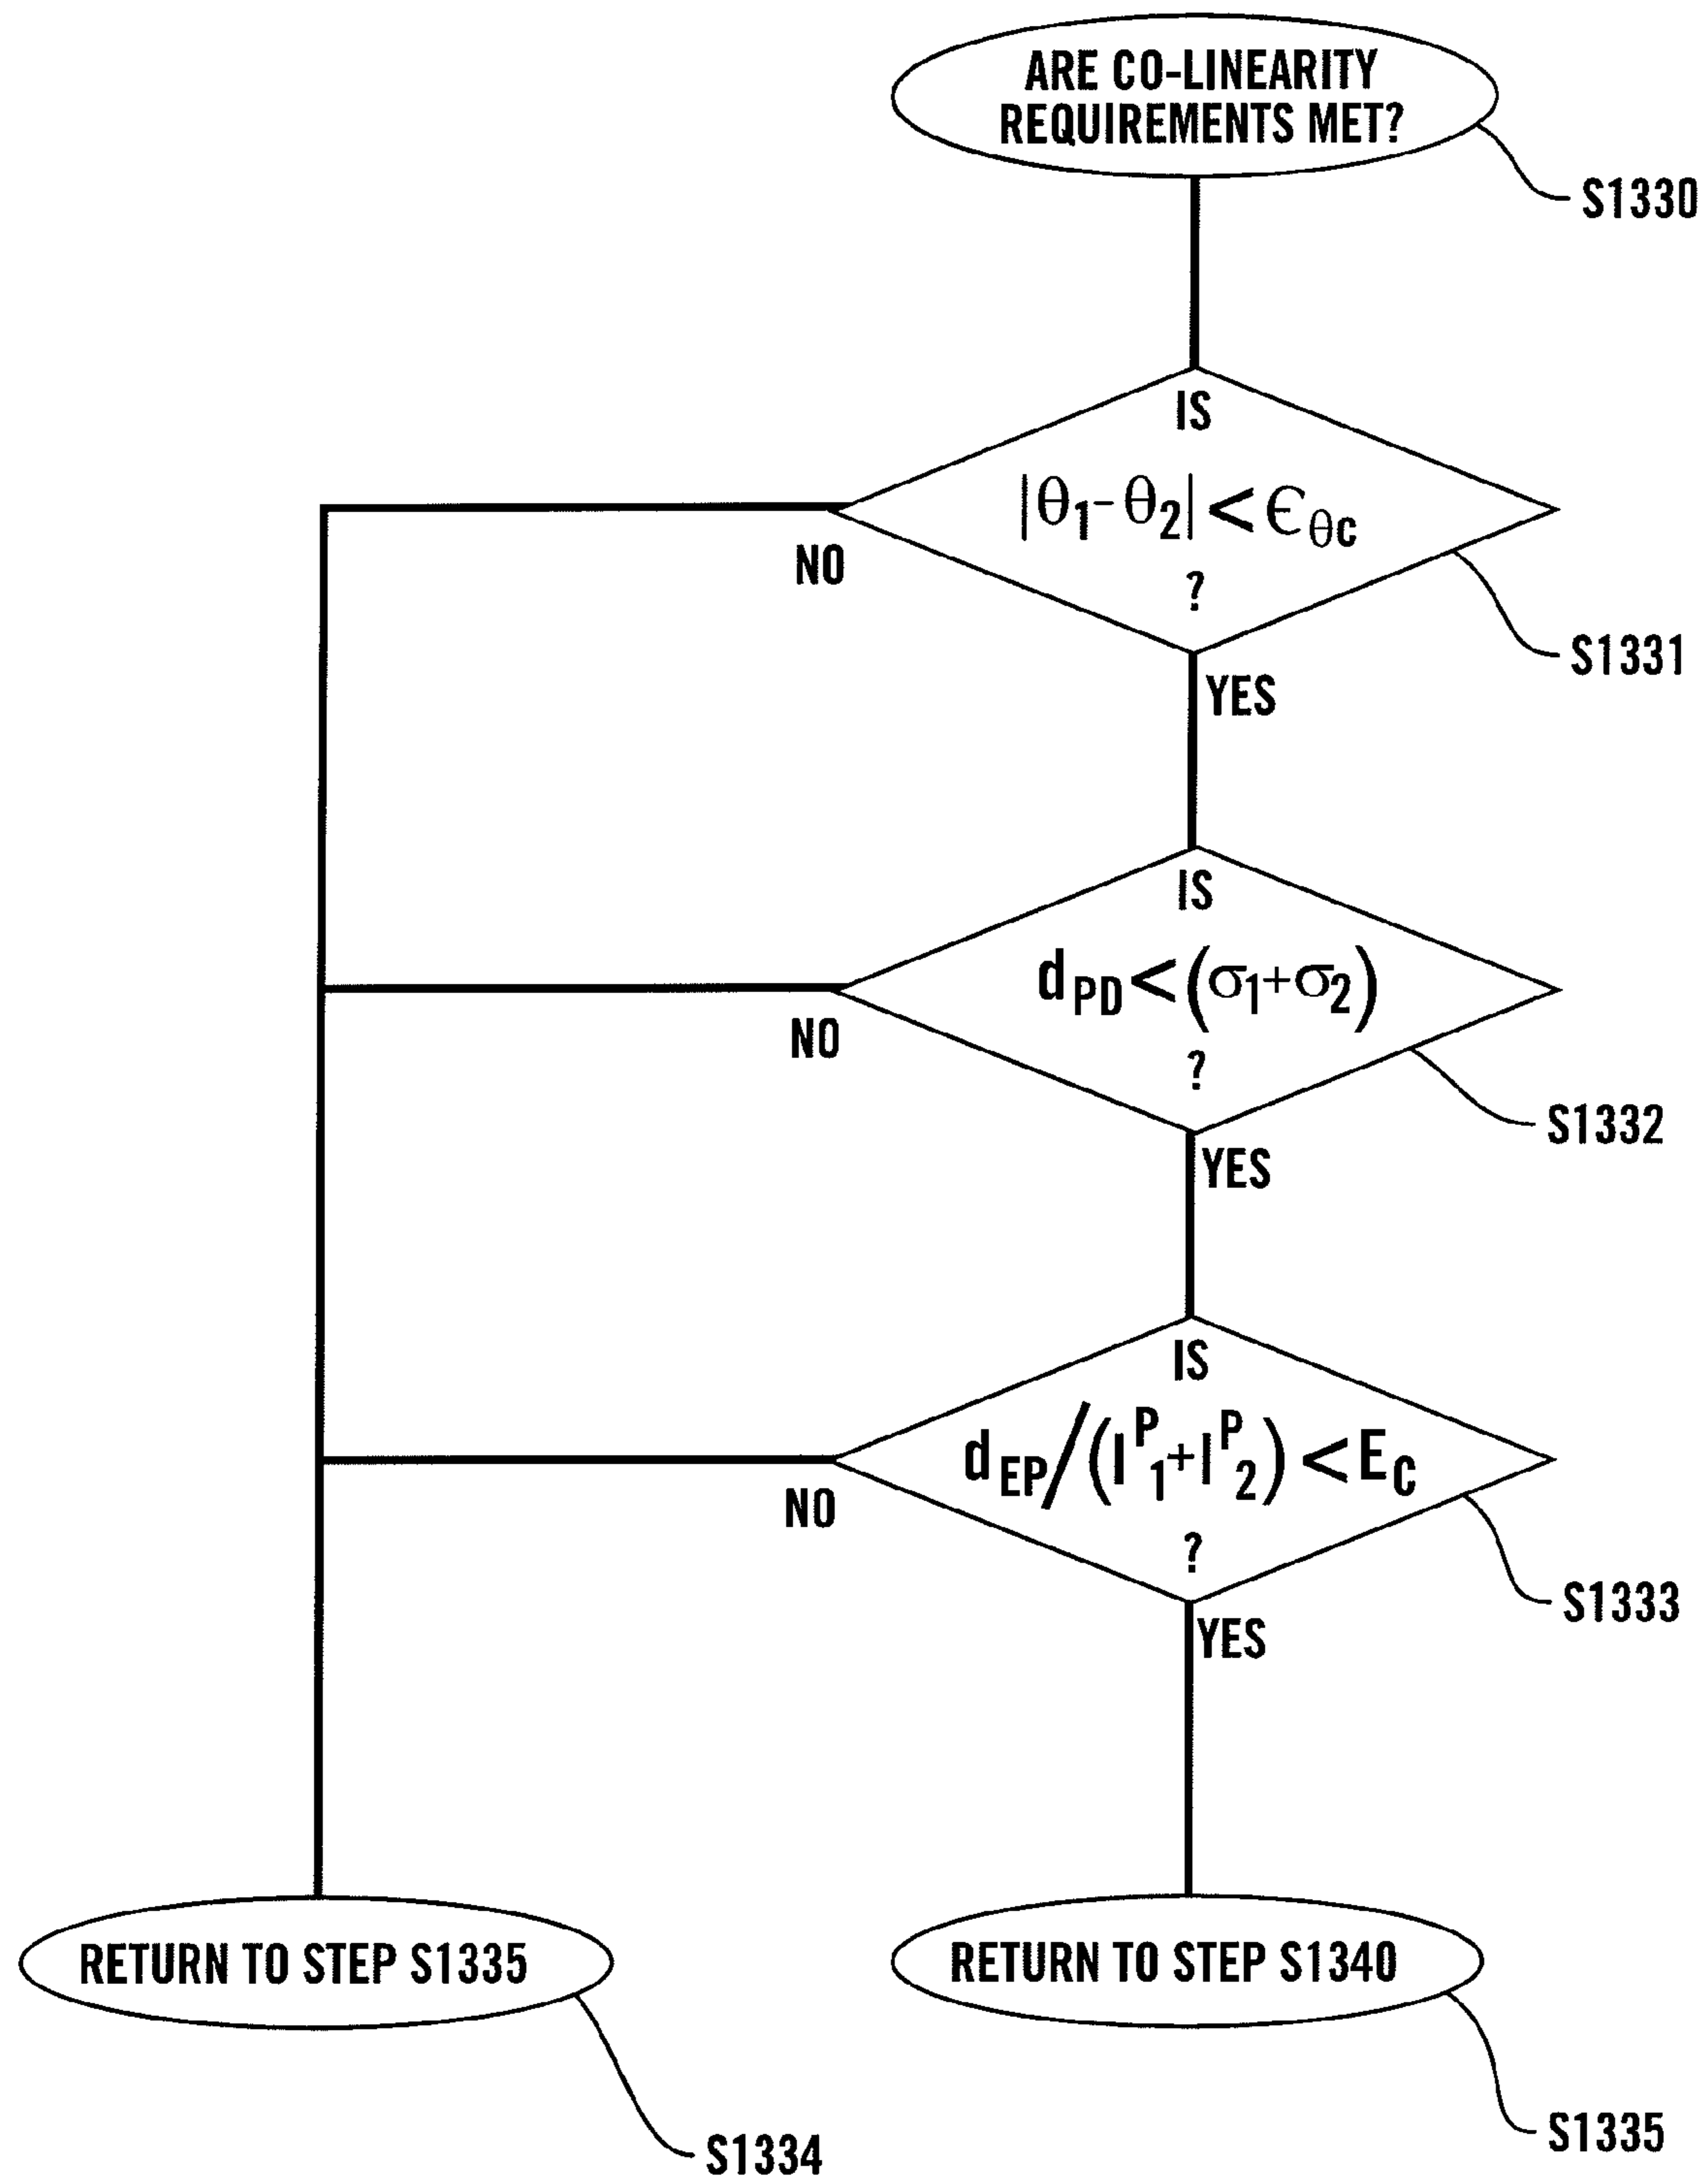 ARE CO-LINEARITY
REQUIREMENTS MET?
S1330
IS
|θ1-θ2|<ϵθC
?
NO
S1331
YES
IS
dPD<(σ1+σ2)
?
NO
S1332
YES
IS
dEP/(lP1+lP2)<EC
?
NO
S1333
YES
RETURN TO STEP S1335
RETURN TO STEP S1340
S1334
S1335